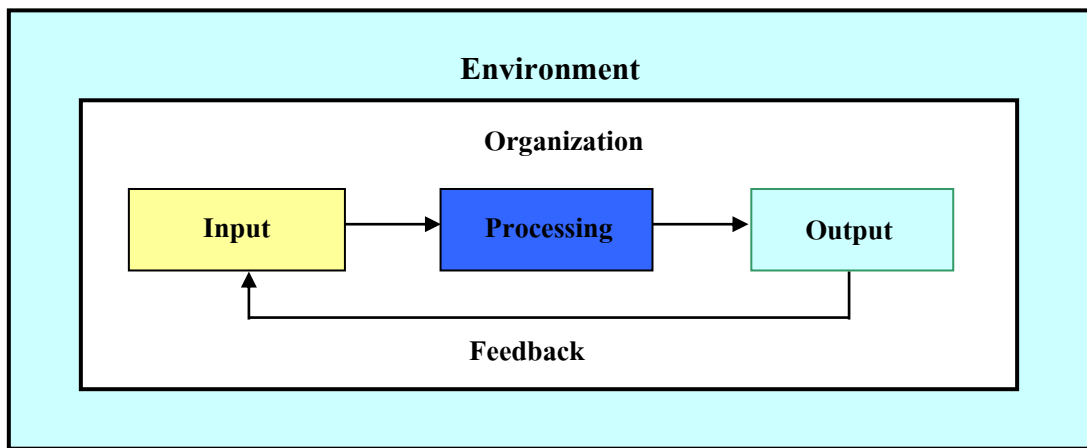 Environment
Organization
Input
Processing
Output
Feedback